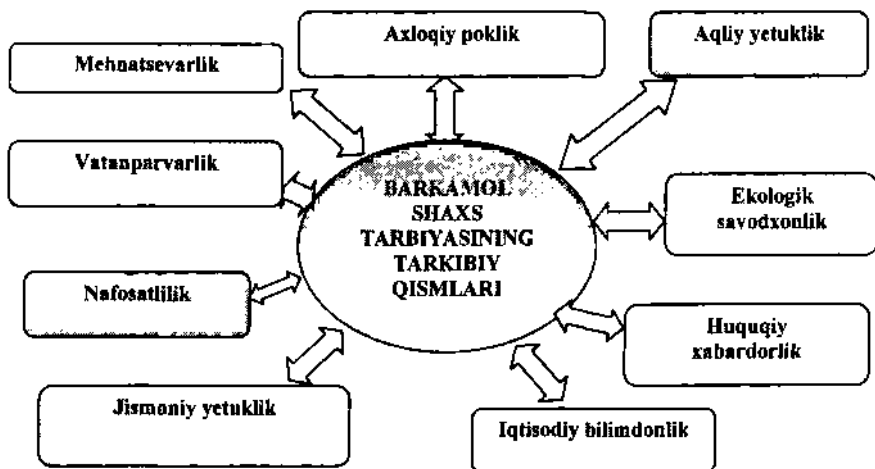 Axloqiy poklik
Aqliy yetuklik
Mehnatsevarlik
Vatanparvarlik
BARKAMOL
SHAXS
TARBIYASINING
TARKIBIY
QISMLARI
Ekologik
savodxonlik
Nafosatlilik
Huquqiy
xabardorlik
Jismoniy yetuklik
Iqtisodiy bilimdonlik